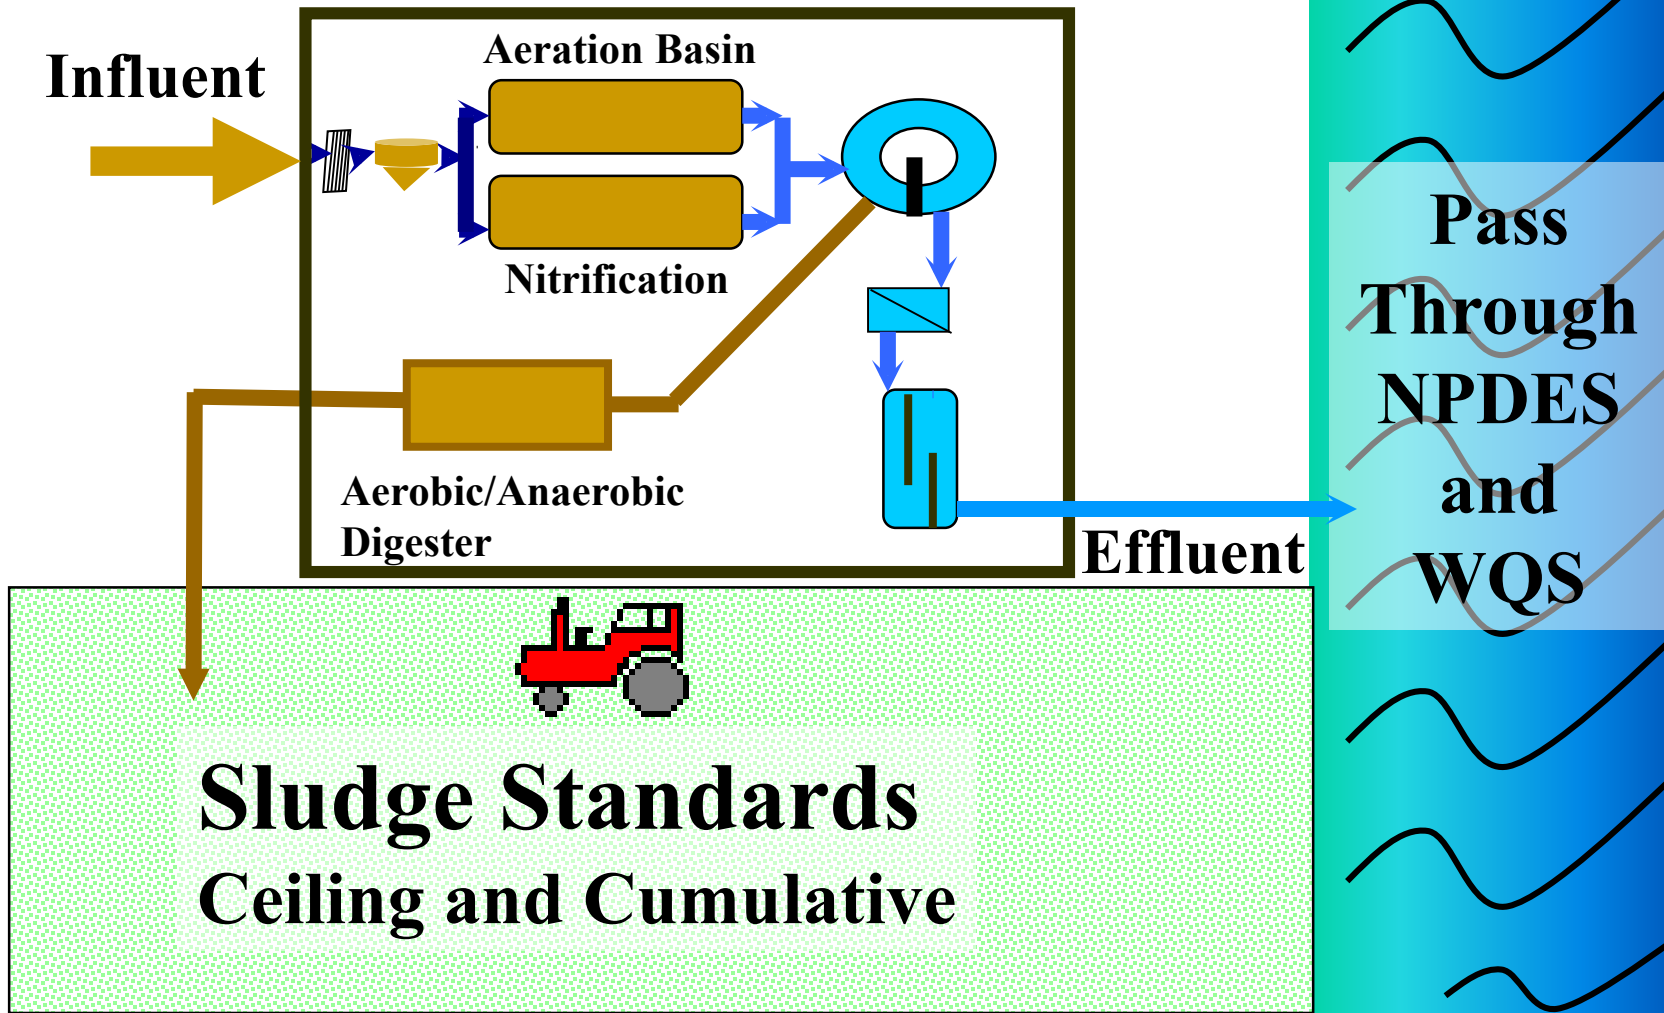 Influent
Aeration Basin
Nitrification
Aerobic/Anaerobic
Digester
Effluent
Pass
Through
NPDES
and
WQS
Sludge Standards
Ceiling and Cumulative